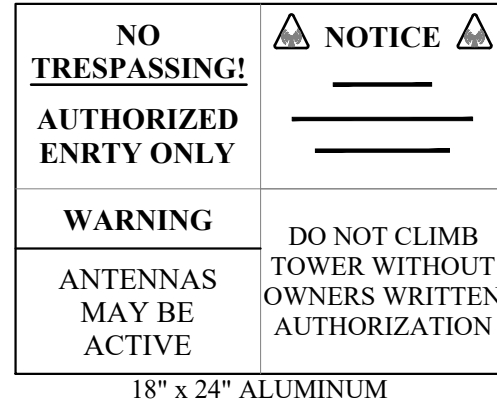 NO
TRESPASSING!
AUTHORIZED
ENRTY ONLY
NOTICE
WARNING
ANTENNAS
MAY BE
ACTIVE
DO NOT CLIMB
TOWER WITHOUT
OWNERS WRITTEN
AUTHORIZATION
18" x 24" ALUMINUM